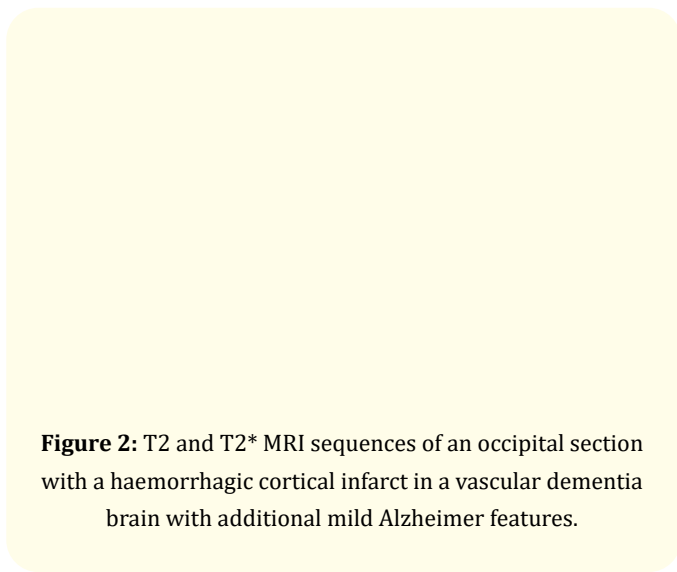 Figure 2: T2 and T2* MRI sequences of an occipital section
with a haemorrhagic cortical infarct in a vascular dementia
brain with additional mild Alzheimer features.